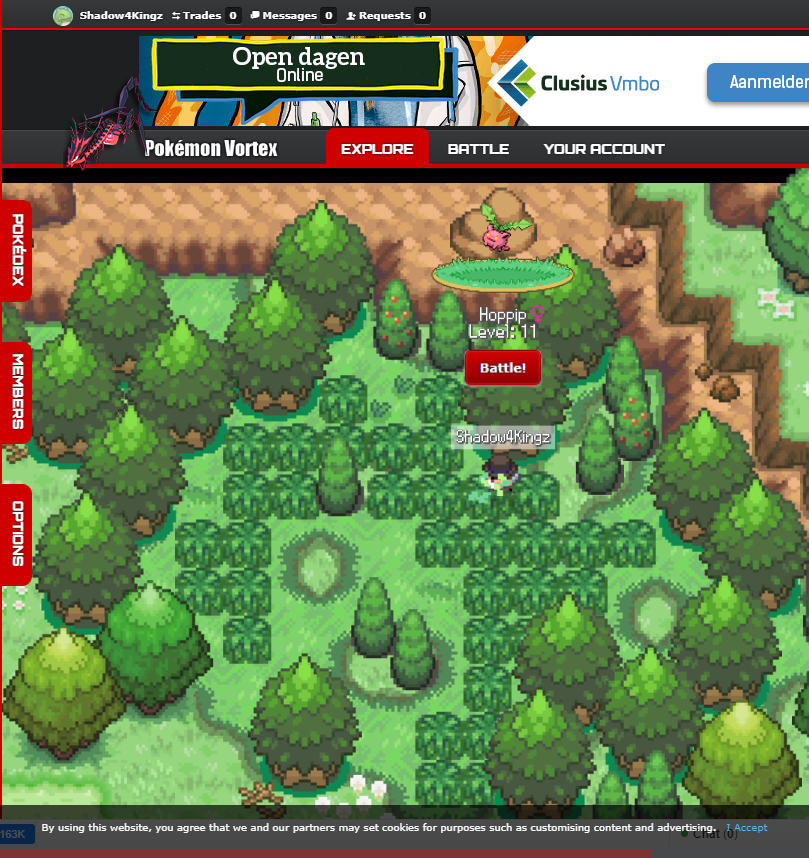 Shadow4Kingz Trades 0 Messages 0 Requests 0
Open dagen
Online
Clusius Vmbo
Aanmelden
Pokémon Vortex
EXPLORE BATTLE YOUR ACCOUNT
POKÉDEX
Hoppip ♀
Level: 11
Battle!
MEMBERS
Shadow4Kingz
OPTIONS
By using this website, you agree that we and our partners may set cookies for purposes such as customising content and advertising. I Accept
163K
Chat (0)